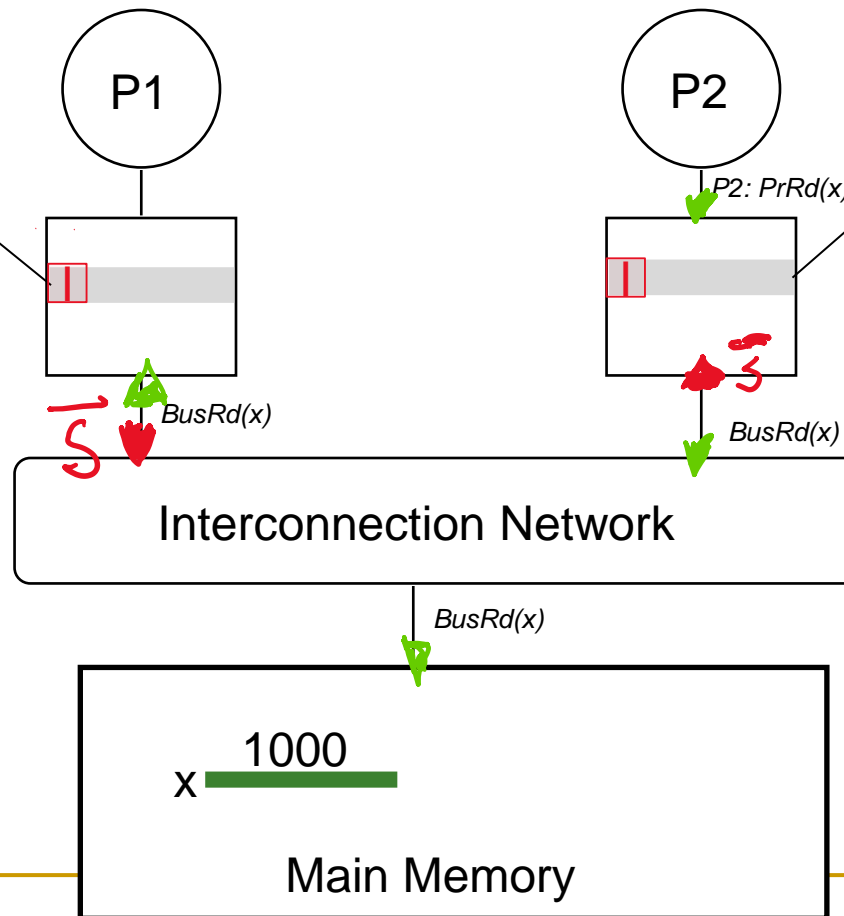 P1
P2
P2: PrRd(x)
I
I
S
BusRd(x)
S
BusRd(x)
Interconnection Network
BusRd(x)
1000
x
Main Memory